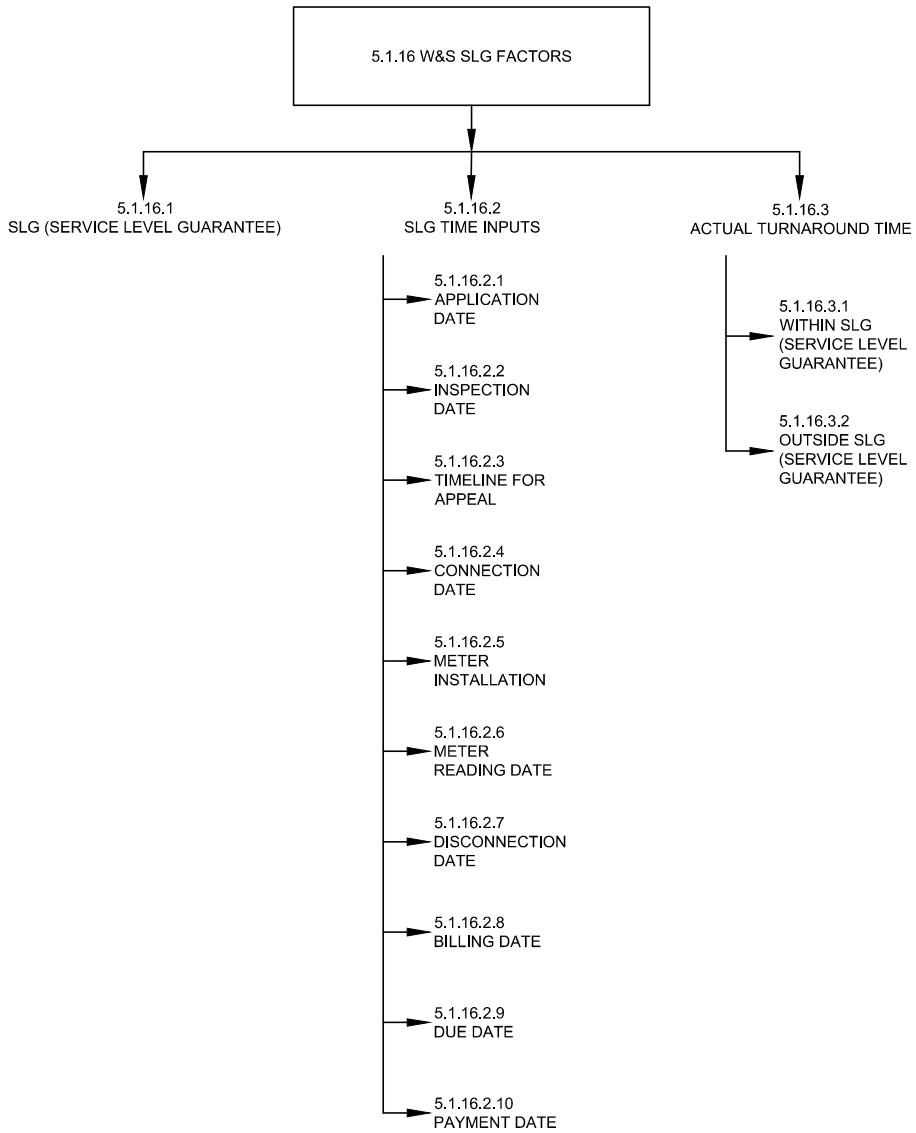 5.1.16 W&S SLG FACTORS
5.1.16.1
SLG (SERVICE LEVEL GUARANTEE)
5.1.16.2
SLG TIME INPUTS
5.1.16.2.1
APPLICATION
DATE
5.1.16.2.2
INSPECTION
DATE
5.1.16.2.3
TIMELINE FOR
APPEAL
5.1.16.2.4
CONNECTION
DATE
5.1.16.2.5
METER
INSTALLATION
5.1.16.2.6
METER
READING DATE
5.1.16.2.7
DISCONNECTION
DATE
5.1.16.2.8
BILLING DATE
5.1.16.2.9
DUE DATE
5.1.16.2.10
PAYMENT DATE
5.1.16.3
ACTUAL TURNAROUND TIME
5.1.16.3.1
WITHIN SLG
(SERVICE LEVEL
GUARANTEE)
5.1.16.3.2
OUTSIDE SLG
(SERVICE LEVEL
GUARANTEE)